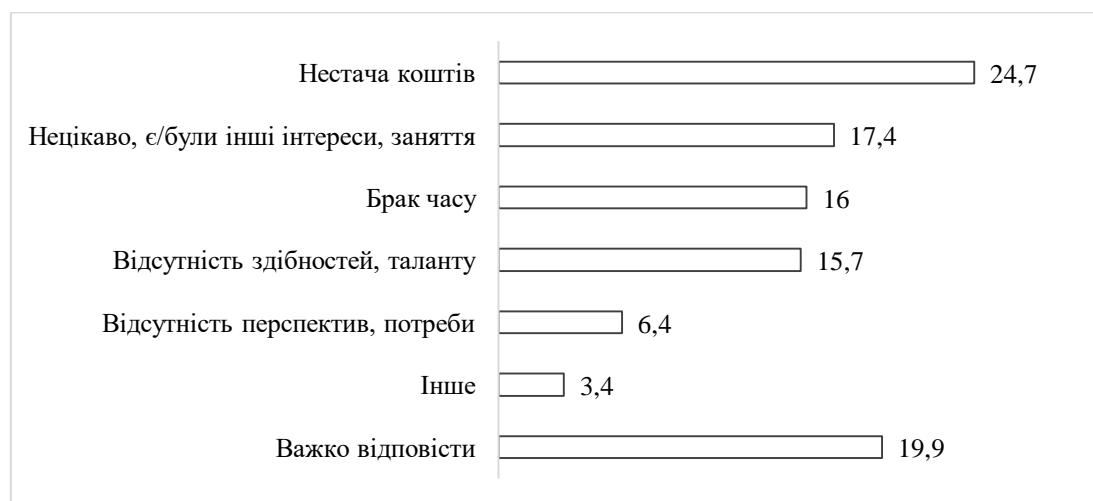 Нестача коштів 24,7
Нецікаво, є/були інші інтереси, заняття 17,4
Брак часу 16
Відсутність здібностей, таланту 15,7
Відсутність перспектив, потреби 6,4
Інше 3,4
Важко відповісти 19,9